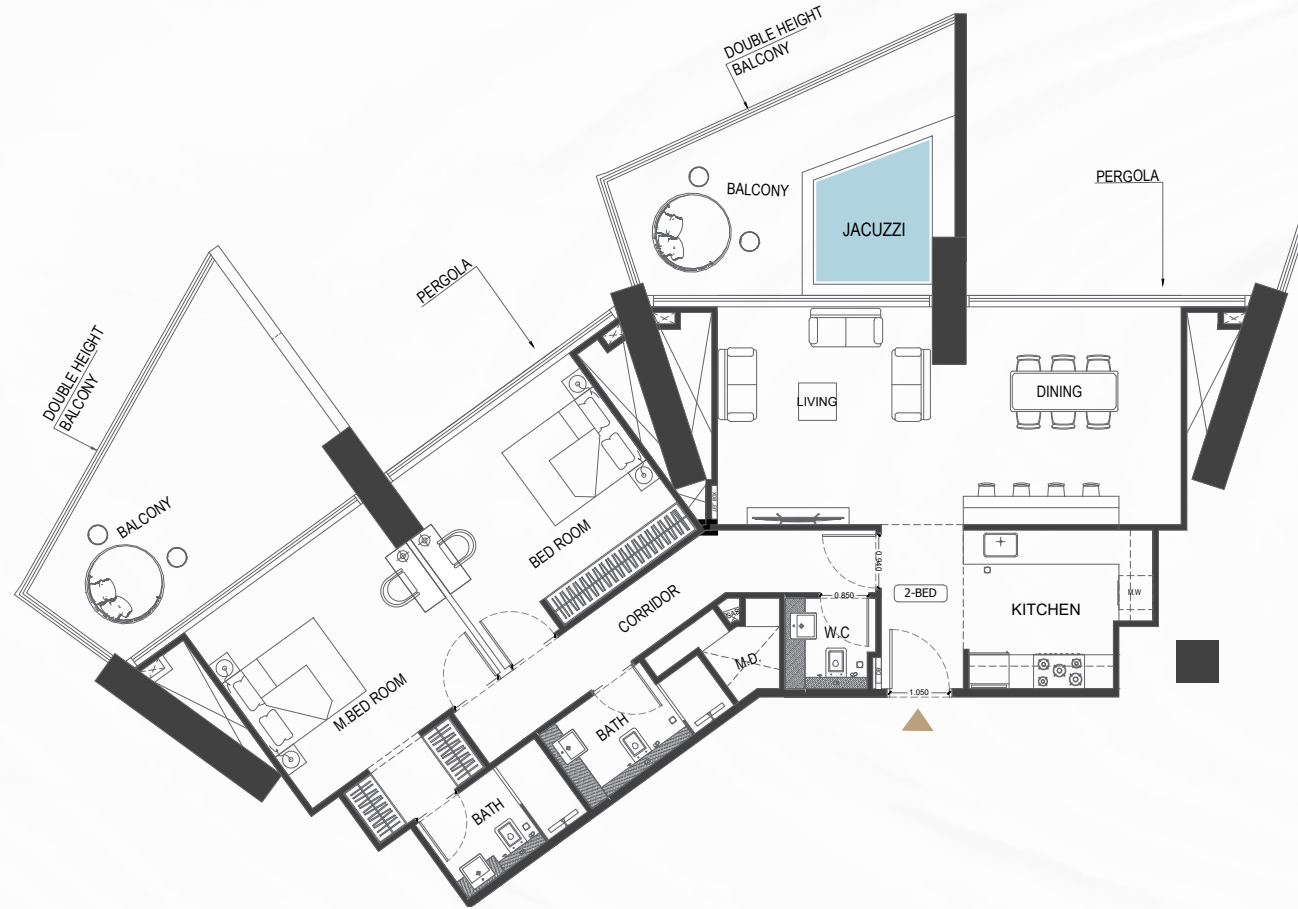 DOUBLE HEIGHT
BALCONY
BALCONY
JACUZZI
PERGOLA
PERGOLA
DOUBLE HEIGHT
BALCONY
BALCONY
LIVING
DINING
BED ROOM
M.BED ROOM
CORRIDOR
0.940
0.850
2-BED
KITCHEN
M.W
W.C
M.D.
DB
1.050
BATH
BATH